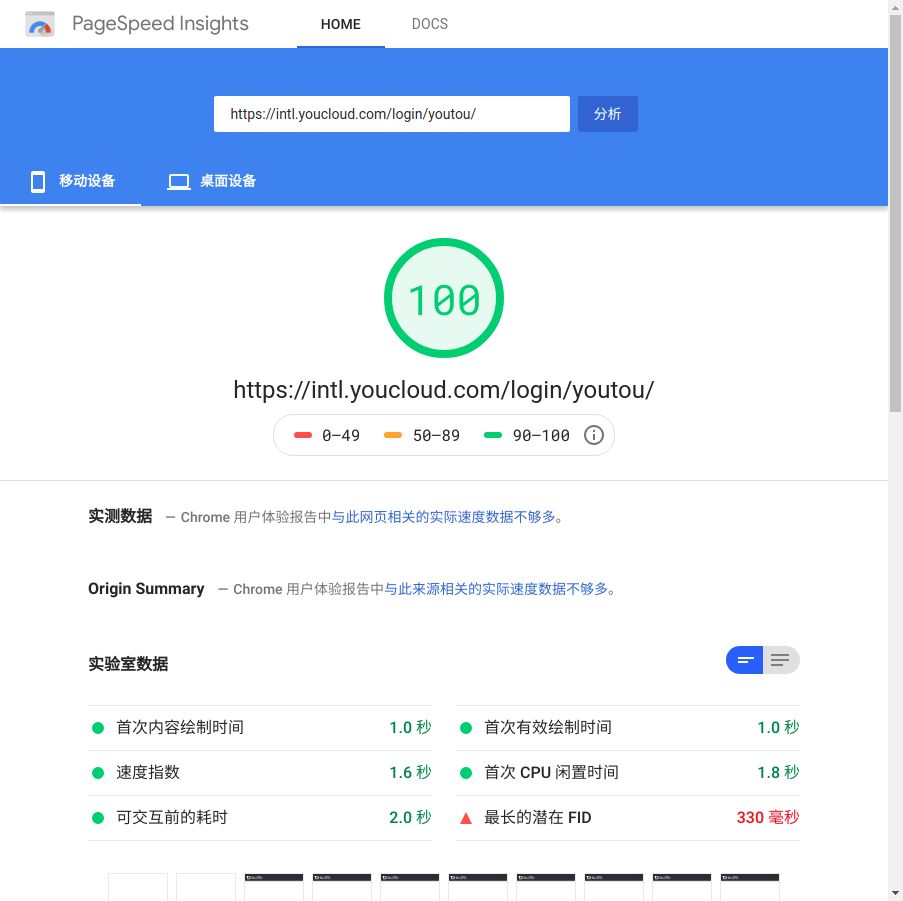 PageSpeed Insights
HOME
DOCS
https://intl.youcloud.com/login/youtou/
分析
移动设备
桌面设备
100
https://intl.youcloud.com/login/youtou/
0–49
50–89
90–100
实测数据 — Chrome 用户体验报告中与此网页相关的实际速度数据不够多。
Origin Summary — Chrome 用户体验报告中与此来源相关的实际速度数据不够多。
实验室数据
首次内容绘制时间 1.0 秒
首次有效绘制时间 1.0 秒
速度指数 1.6 秒
首次 CPU 闲置时间 1.8 秒
可交互前的耗时 2.0 秒
最长的潜在 FID 330 毫秒